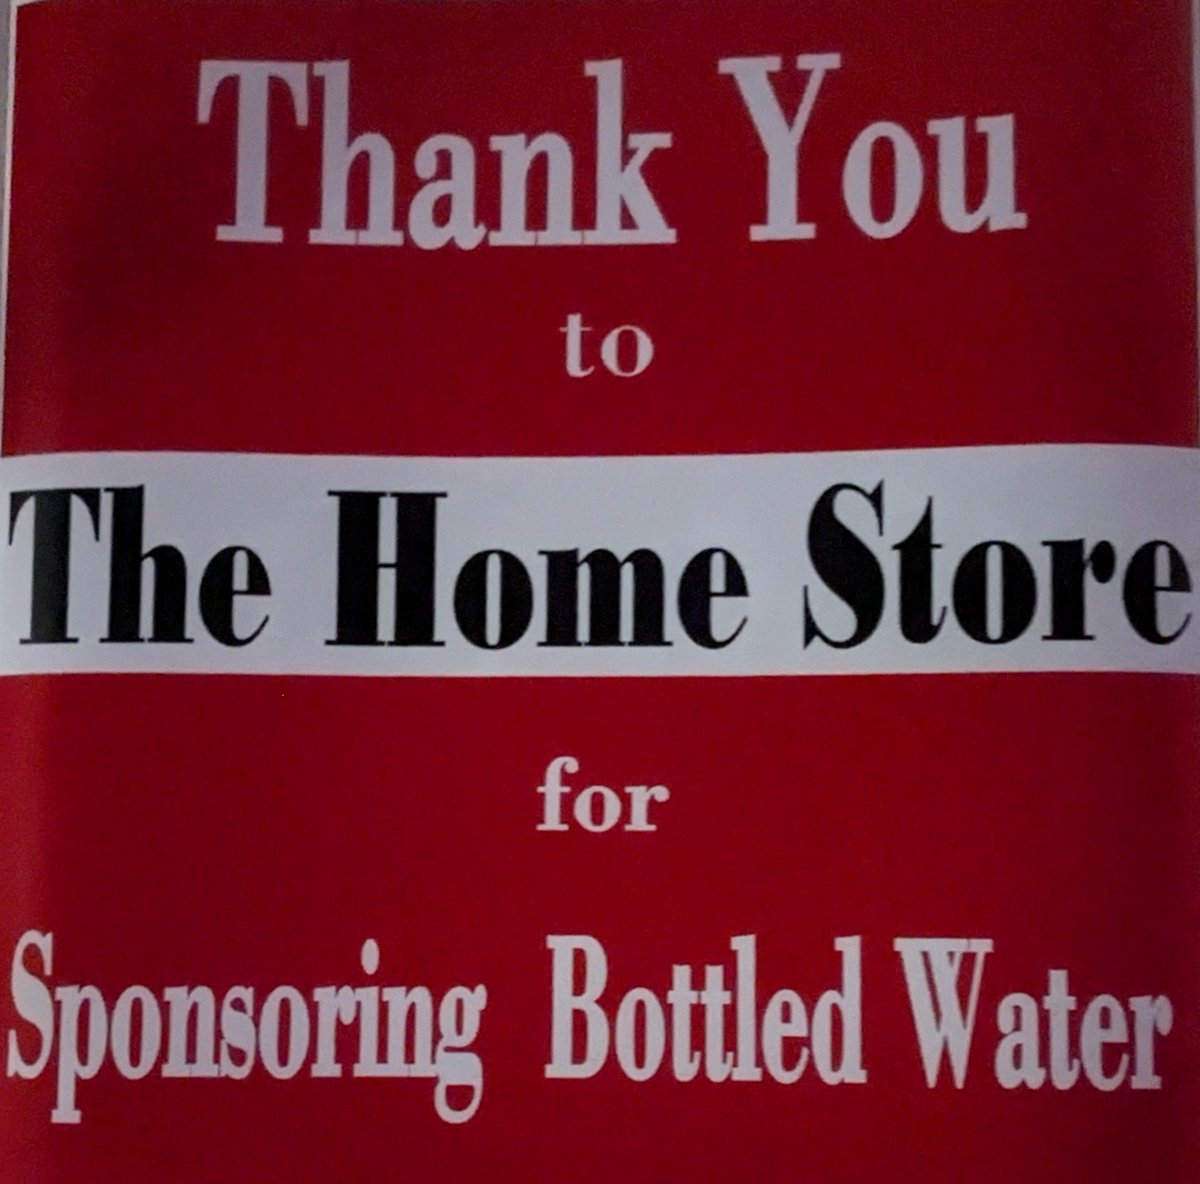 Thank You
to
The Home Store
for
Sponsoring Bottled Water